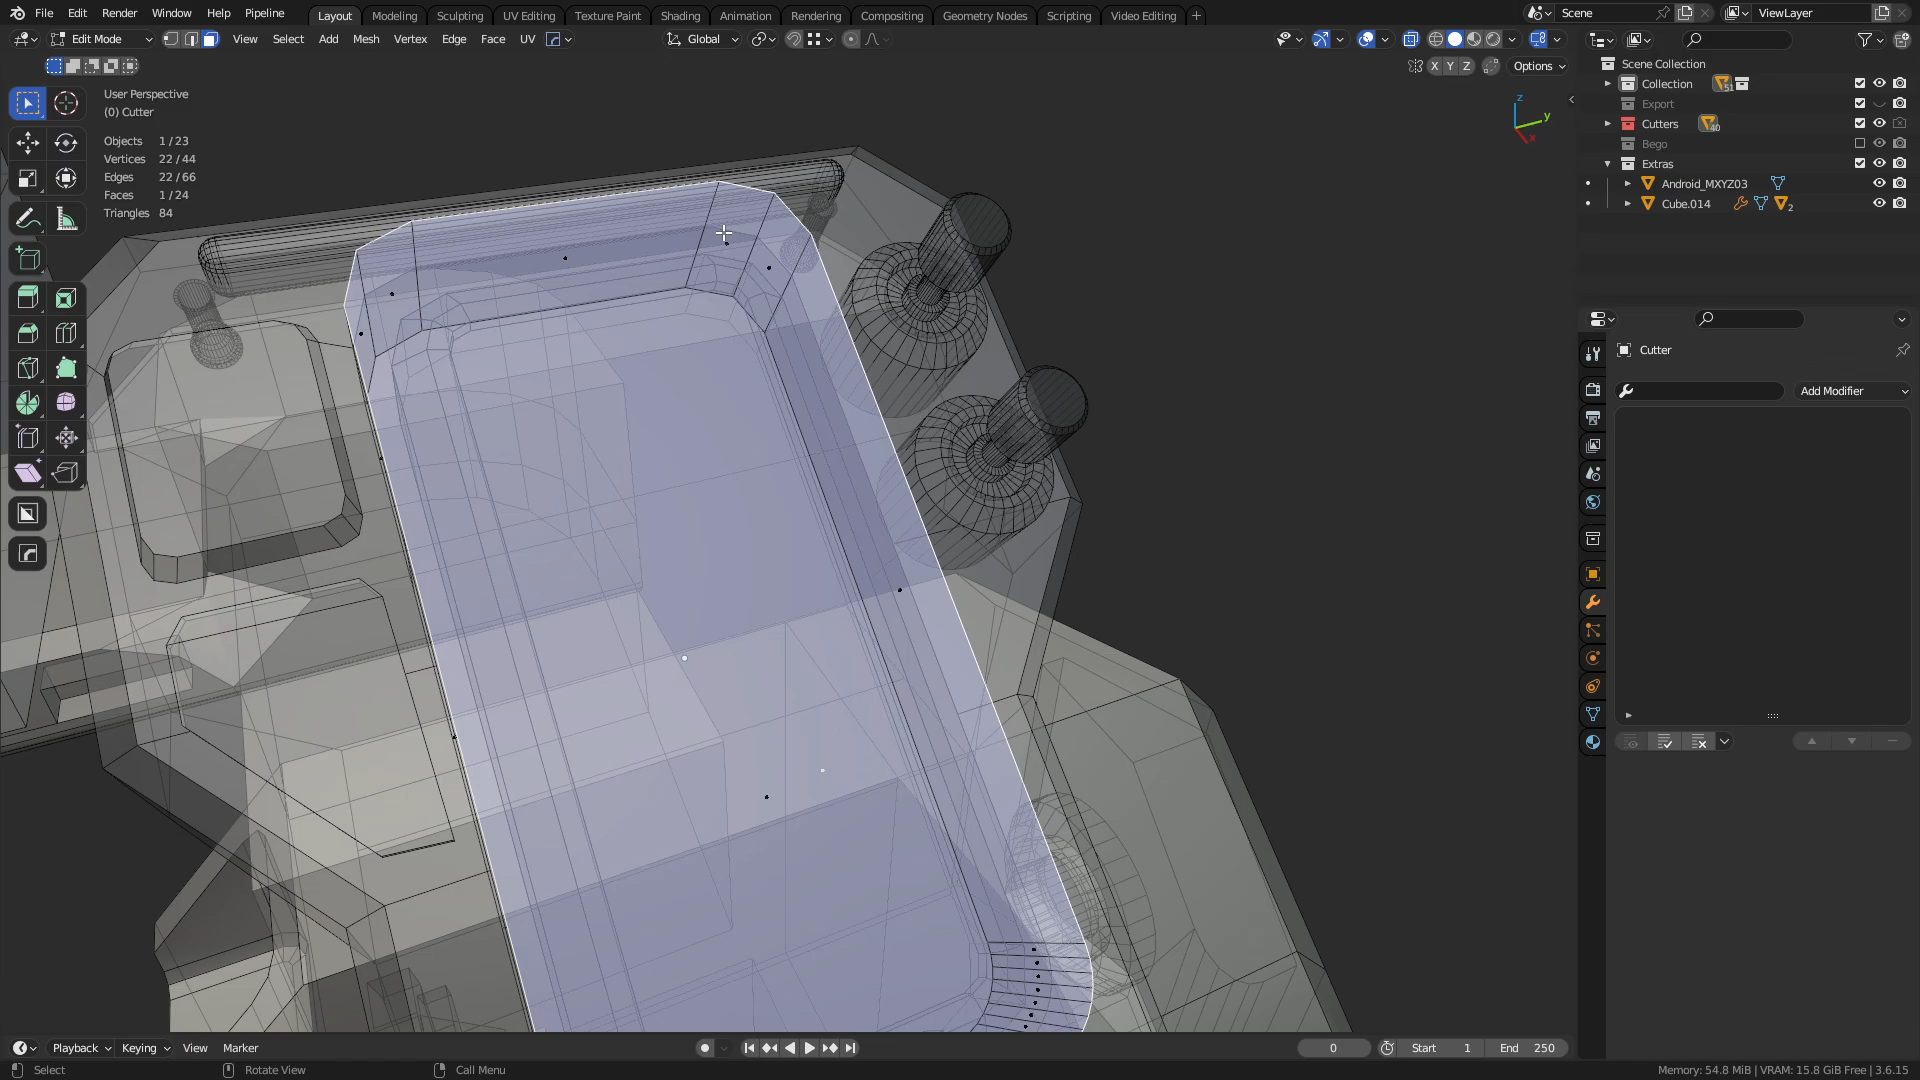 File Edit Render Window Help Pipeline
Layout Modeling Sculpting UV Editing Texture Paint Shading Animation Rendering Compositing Geometry Nodes Scripting Video Editing +
Scene
ViewLayer
Edit Mode
View Select Add Mesh Vertex Edge Face UV
Global
X Y Z
Options
User Perspective
(0) Cutter
Objects 1/23
Vertices 22/44
Edges 22/66
Faces 1/24
Triangles 84
z
y
x
Scene Collection
Collection 51
Export
Cutters 40
Bego
Extras
Android_MXYZ03
Cube.014 2
Cutter
Add Modifier
Playback Keying View Marker
0
Start 1
End 250
Select
Rotate View
Call Menu
Memory: 54.8 MiB | VRAM: 15.8 GiB Free | 3.6.15